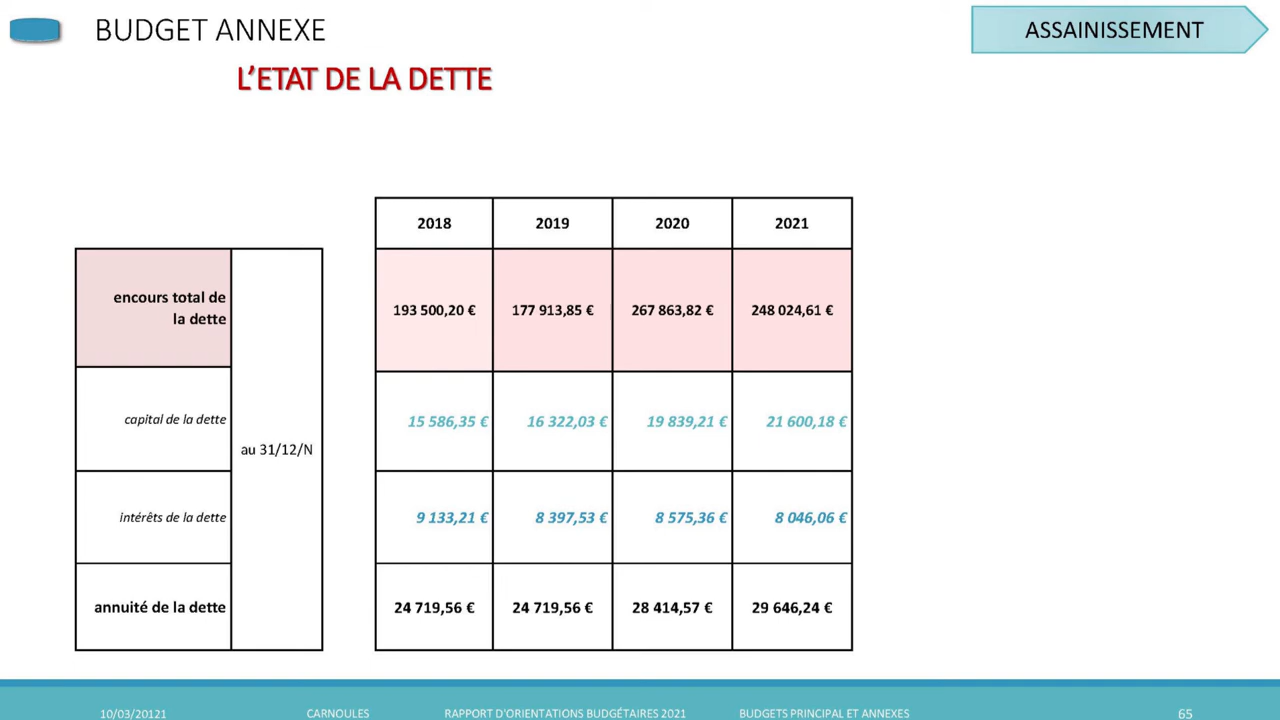 BUDGET ANNEXE
ASSAINISSEMENT
L'ETAT DE LA DETTE
2018 2019 2020 2021
encours total de
la dette
193 500,20 € 177 913,85 € 267 863,82 € 248 024,61 €
capital de la dette
15 586,35 € 16 322,03 € 19 839,21 € 21 600,18 €
au 31/12/N
intérêts de la dette
9 133,21 € 8 397,53 € 8 575,36 € 8 046,06 €
annuité de la dette
24 719,56 € 24 719,56 € 28 414,57 € 29 646,24 €
10/03/20121 CARNOULES RAPPORT D'ORIENTATIONS BUDGÉTAIRES 2021 BUDGETS PRINCIPAL ET ANNEXES 65